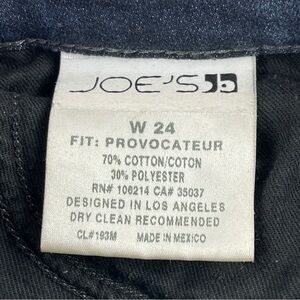 JOE'S
W 24
FIT: PROVOCATEUR
70% COTTON/COTON
30% POLYESTER
RN# 106214 CA# 35037
DESIGNED IN LOS ANGELES
DRY CLEAN RECOMMENDED
CL#193M MADE IN MEXICO